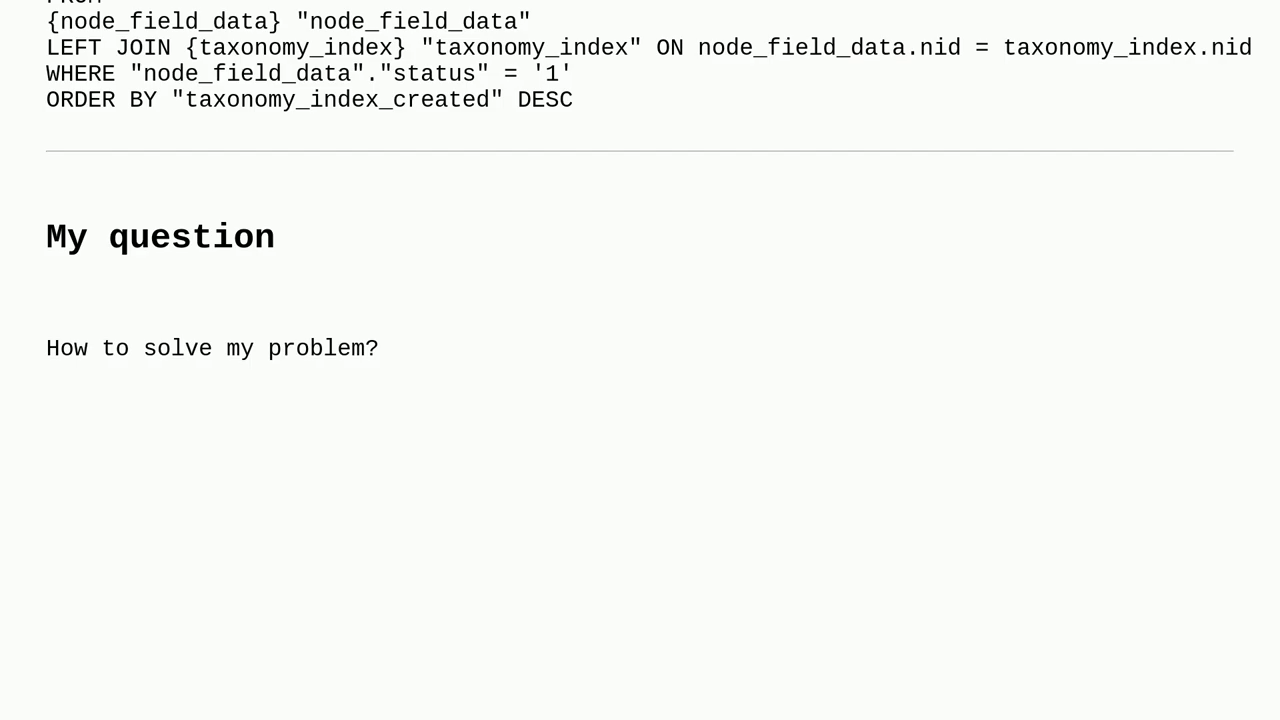 FROM
{node_field_data} "node_field_data"
LEFT JOIN {taxonomy_index} "taxonomy_index" ON node_field_data.nid = taxonomy_index.nid
WHERE "node_field_data"."status" = '1'
ORDER BY "taxonomy_index_created" DESC
My question
How to solve my problem?